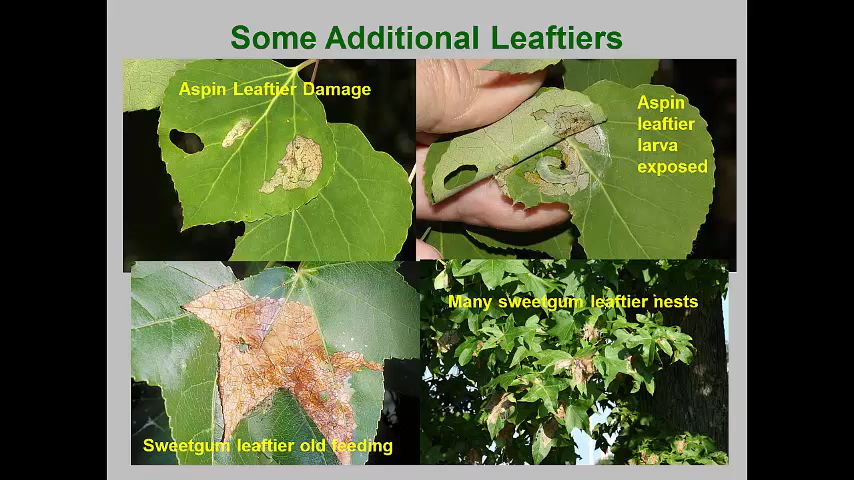 Some Additional Leaftiers
Aspin Leaftier Damage
Aspin
leaftier
larva
exposed
Many sweetgum leaftier nests
Sweetgum leaftier old feeding